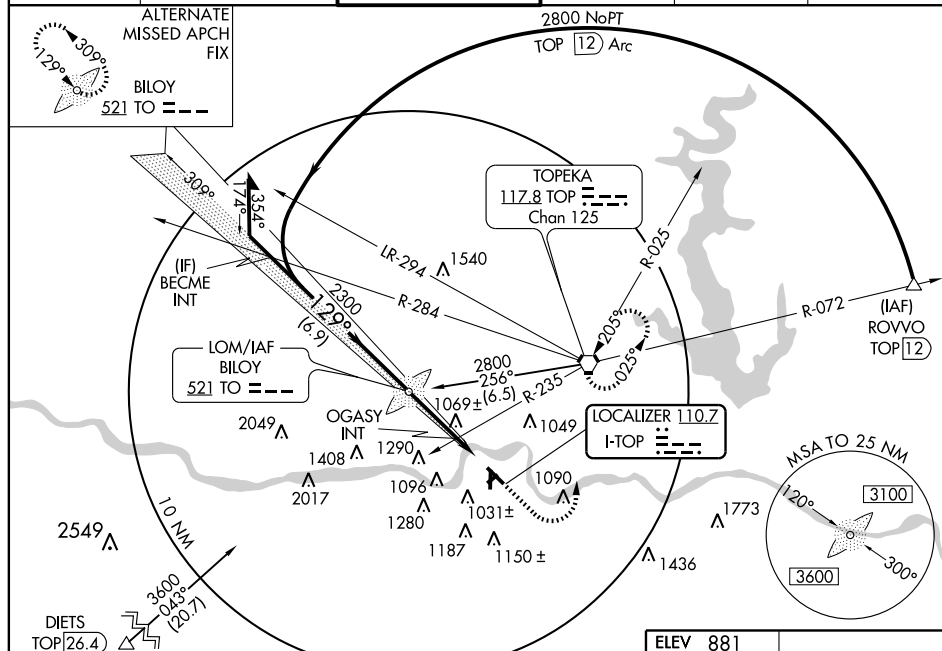 ALTERNATE
MISSED APCH
FIX
309°
129°
BILOY
521 TO
2800 NoPT
TOP 12 Arc
TOPEKA
117.8 TOP
Chan 125
309°
174°
354°
(IF)
BECME
INT
LR-294
1540
R-284
R-025
R-072
(IAF)
ROVVO
TOP 12
2300
129°
(6.9)
205°
025°
LOM/IAF
BILOY
521 TO
2800
256°
(6.5)
R-235
1069±
1049
LOCALIZER 110.7
I-TOP
OGASY
INT
2049
1408
1290
2017
1096
1280
1031±
1090
1187
1150 ±
1773
1436
MSA TO 25 NM
120°
3100
3600
300°
2549
10 NM
3600
043°
(20.7)
DIETS
TOP 26.4
ELEV 881